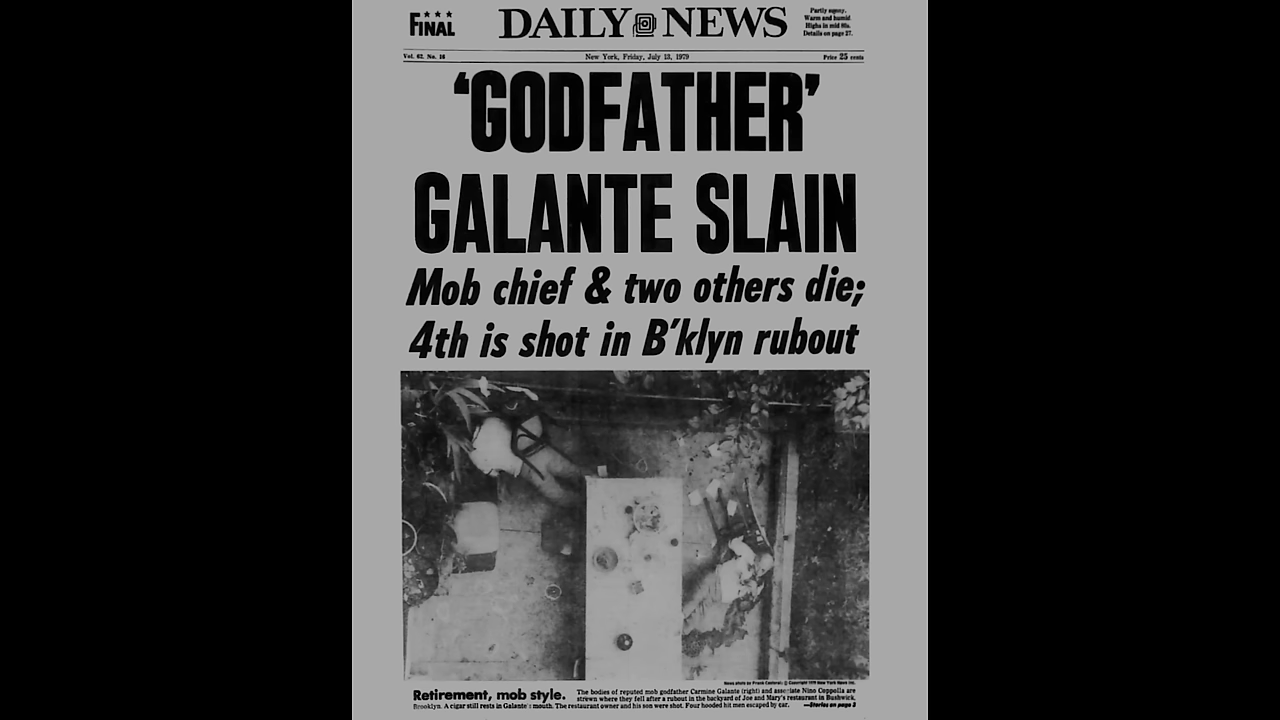 FINAL
DAILY NEWS
Partly sunny.
Warm and humid
Highs in mid 80s.
Details on page 27.
Vol. 62. No. 16
New York, Friday, July 13, 1979
Price 25 cents
‘GODFATHER’
GALANTE SLAIN
Mob chief & two others die;
4th is shot in B’klyn rubout
Retirement, mob style.
The bodies of reputed mob godfather Carmine Galante (right) and associate Nino Coppolla are
strewn where they fell after a rubout in the backyard of Joe and Mary's restaurant in Bushwick,
Brooklyn. A cigar still rests in Galante's mouth. The restaurant owner and his son were shot. Four hooded hit men escaped by car.
—Stories on page 3